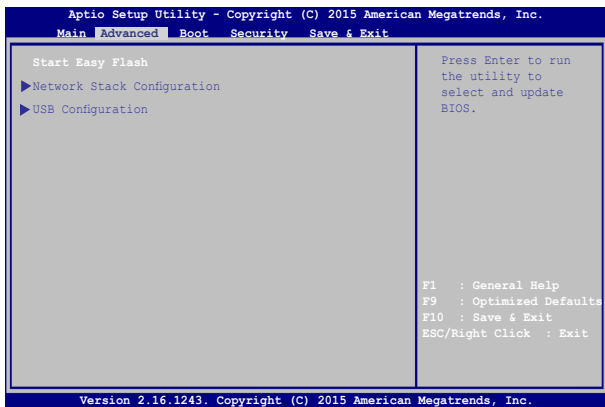 Aptio Setup Utility - Copyright (C) 2015 American Megatrends, Inc.
Main Advanced Boot Security Save & Exit
Start Easy Flash
Network Stack Configuration
USB Configuration
Press Enter to run
the utility to
select and update
BIOS.
F1 : General Help
F9 : Optimized Defaults
F10 : Save & Exit
ESC/Right Click : Exit
Version 2.16.1243. Copyright (C) 2015 American Megatrends, Inc.